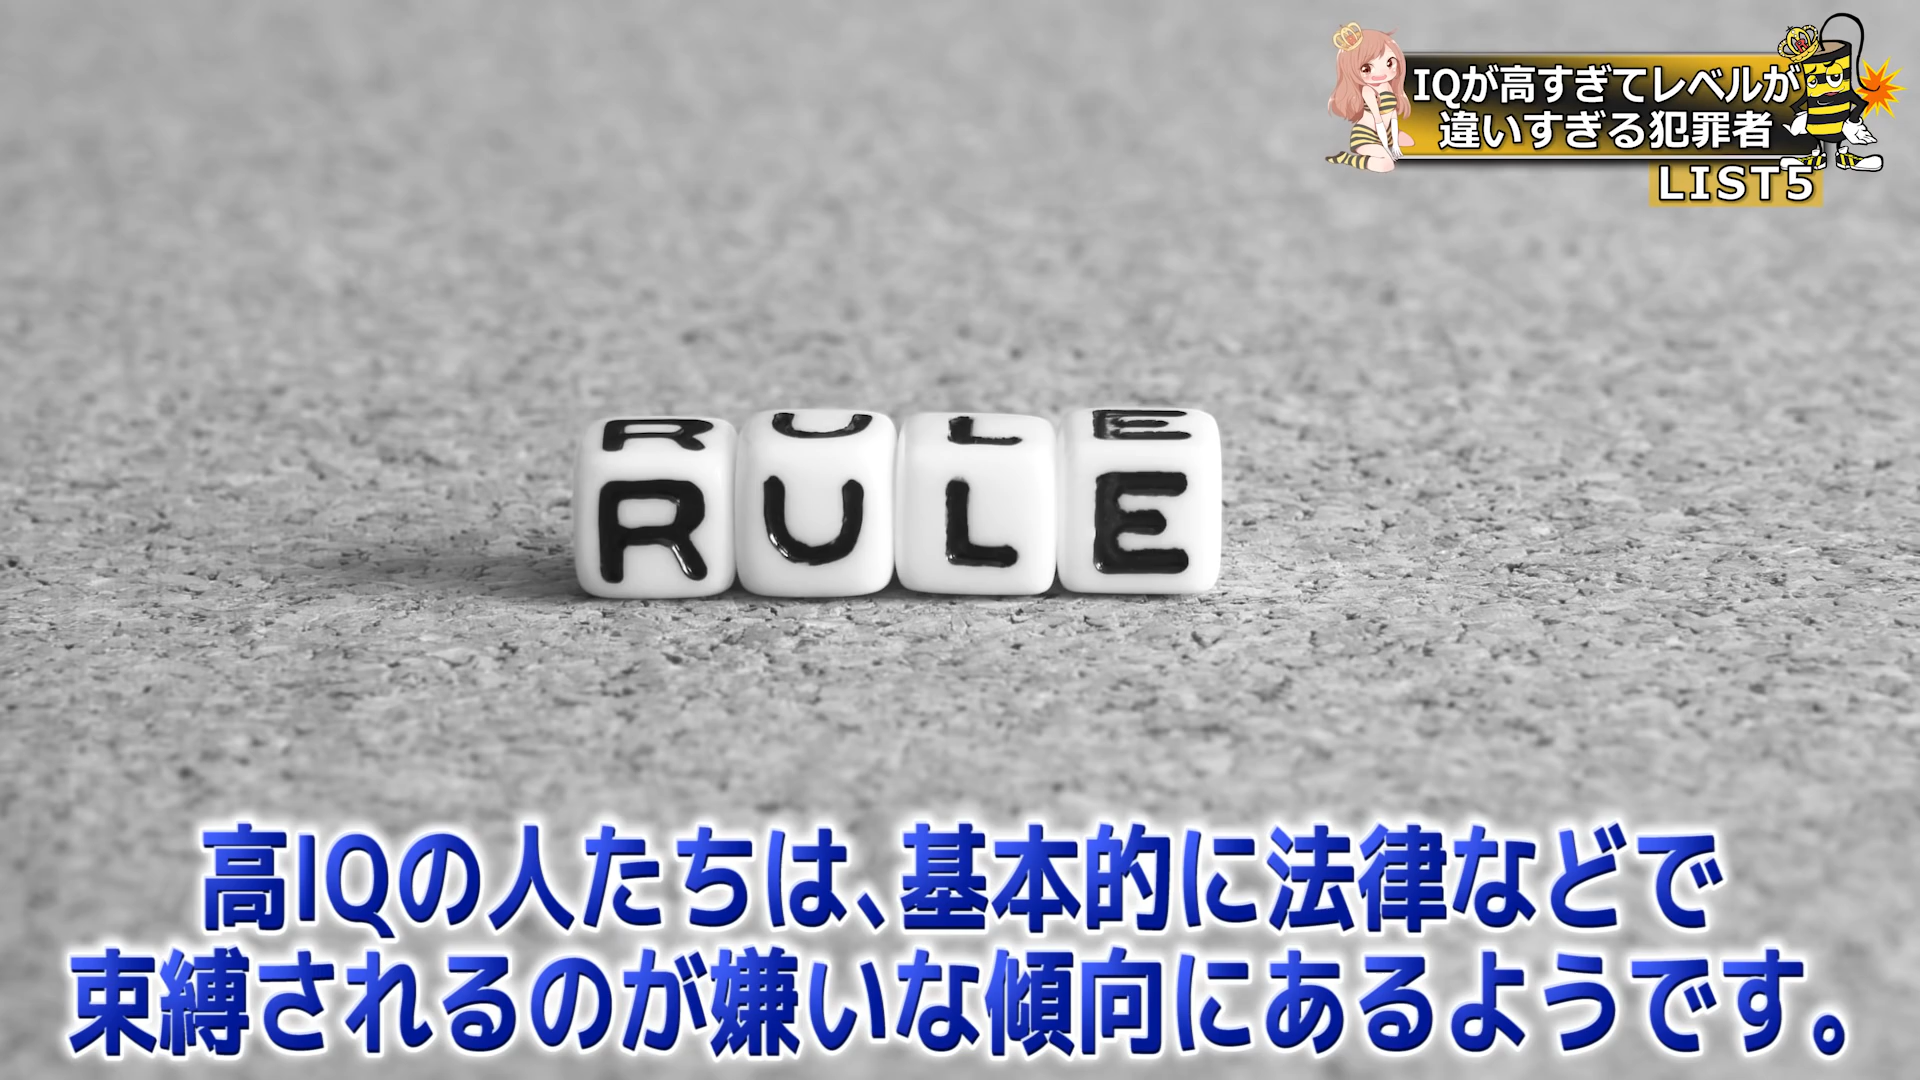 IQが高すぎてレベルが
違いすぎる犯罪者
LIST5
R U L E
R U L E
高IQの人たちは、基本的に法律などで
束縛されるのが嫌いな傾向にあるようです。